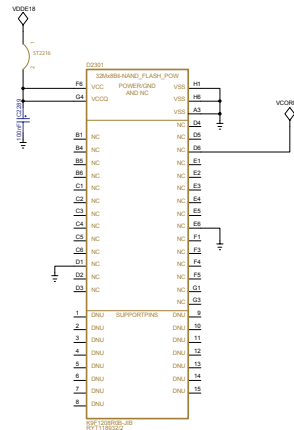 VDDE18
1
ST2216
2
D2301
32Mx8B6-NAND_FLASH_POW
POWER/GND
AND NC
F6 VCC VSS H1
G4 VCCQ VSS H6
VSS A3
NC D4
VCORE
100nF C2289
B1 NC NC D5
B4 NC NC D6
B5 NC NC E1
B6 NC NC E2
C1 NC NC E3
C2 NC NC E4
C3 NC NC E5
C4 NC NC E6
C5 NC NC F1
C6 NC NC F3
D1 NC NC F4
D2 NC NC F5
D3 NC NC G1
NC G3
1 DNU SUPPORTPINS DNU 9
2 DNU DNU 10
3 DNU DNU 11
4 DNU DNU 12
5 DNU DNU 13
6 DNU DNU 14
7 DNU DNU 15
8 DNU
K9F1208R0B-JIB
RYT118932/2